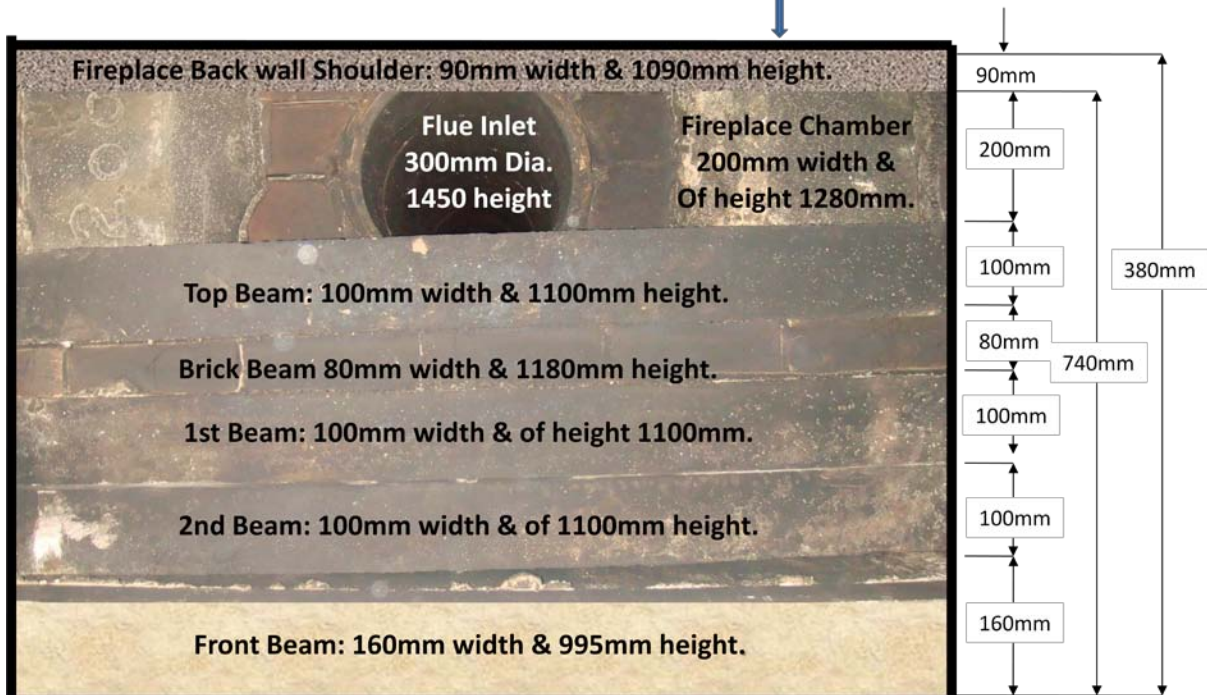 Fireplace Back wall Shoulder: 90mm width & 1090mm height.
90mm
Flue Inlet
300mm Dia.
1450 height
Fireplace Chamber
200mm width &
Of height 1280mm.
200mm
100mm
380mm
Top Beam: 100mm width & 1100mm height.
80mm
740mm
Brick Beam 80mm width & 1180mm height.
100mm
1st Beam: 100mm width & of height 1100mm.
100mm
2nd Beam: 100mm width & of 1100mm height.
160mm
Front Beam: 160mm width & 995mm height.